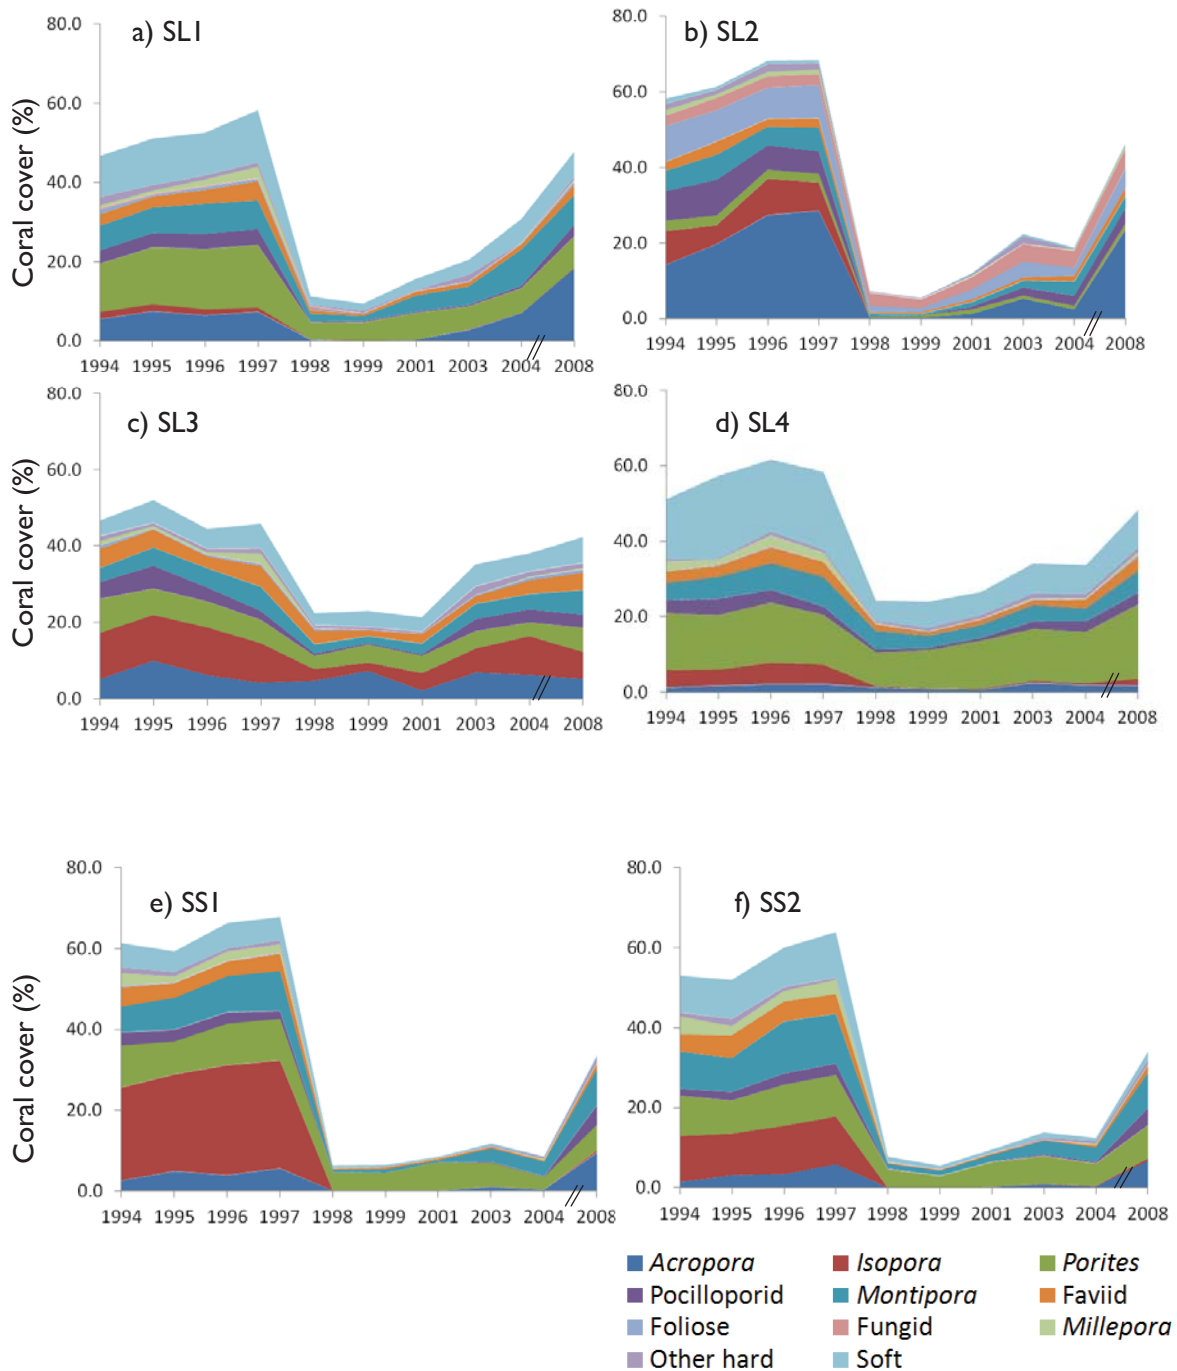 80.0
60.0
40.0
20.0
0.0
Coral cover (%)
a) SL1
1994 1995 1996 1997 1998 1999 2001 2003 2004 2008
80.0
60.0
40.0
20.0
0.0
b) SL2
1994 1995 1996 1997 1998 1999 2001 2003 2004 2008
80.0
60.0
40.0
20.0
0.0
Coral cover (%)
c) SL3
1994 1995 1996 1997 1998 1999 2001 2003 2004 2008
80.0
60.0
40.0
20.0
0.0
d) SL4
1994 1995 1996 1997 1998 1999 2001 2003 2004 2008
80.0
60.0
40.0
20.0
0.0
Coral cover (%)
e) SS1
1994 1995 1996 1997 1998 1999 2001 2003 2004 2008
80.0
60.0
40.0
20.0
0.0
f) SS2
1994 1995 1996 1997 1998 1999 2001 2003 2004 2008
Acropora Isopora Porites
Pocilloporid Montipora Faviid
Foliose Fungid Millepora
Other hard Soft